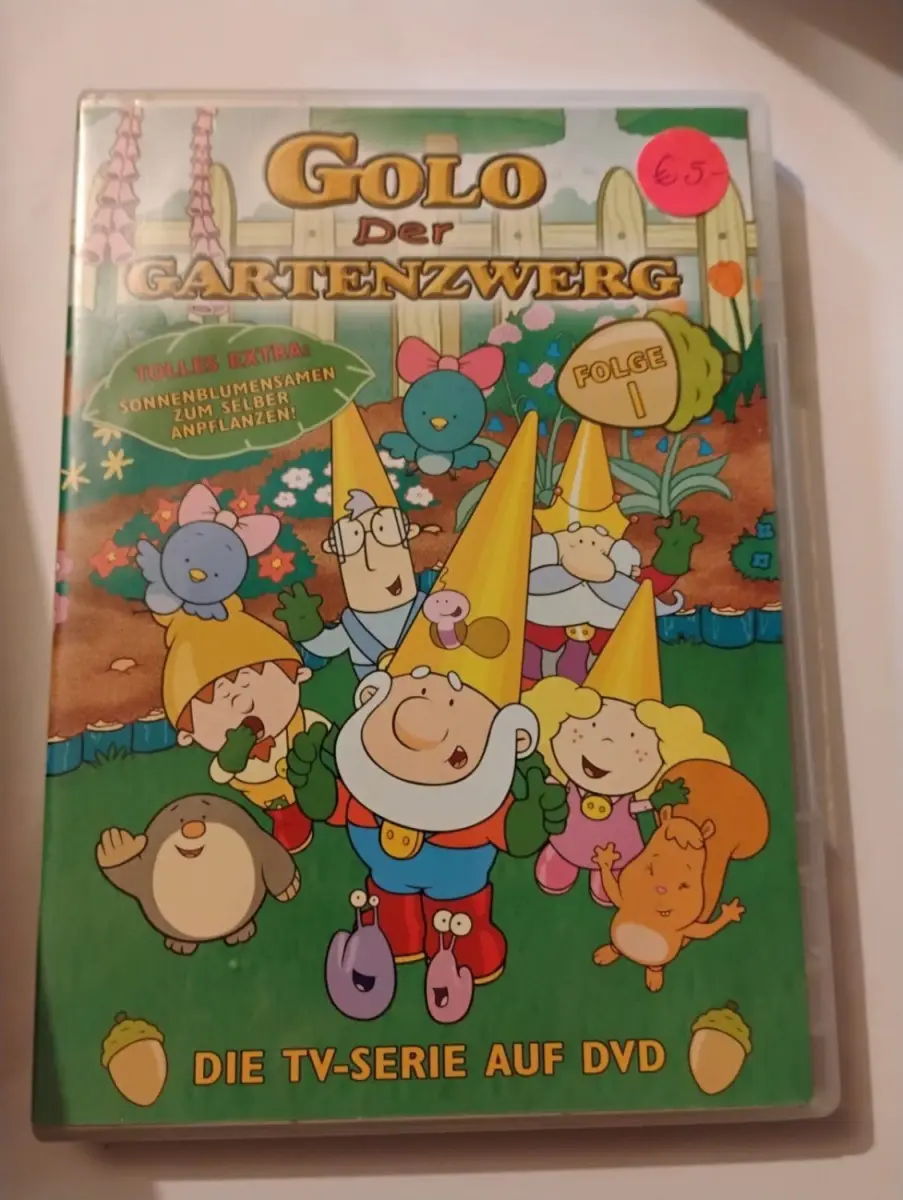 GOLO
Der
GARTENZWERG
€5,-
TOLLES EXTRA:
SONNENBLUMENSAMEN
ZUM SELBER
ANPFLANZEN!
FOLGE
1
DIE TV-SERIE AUF DVD